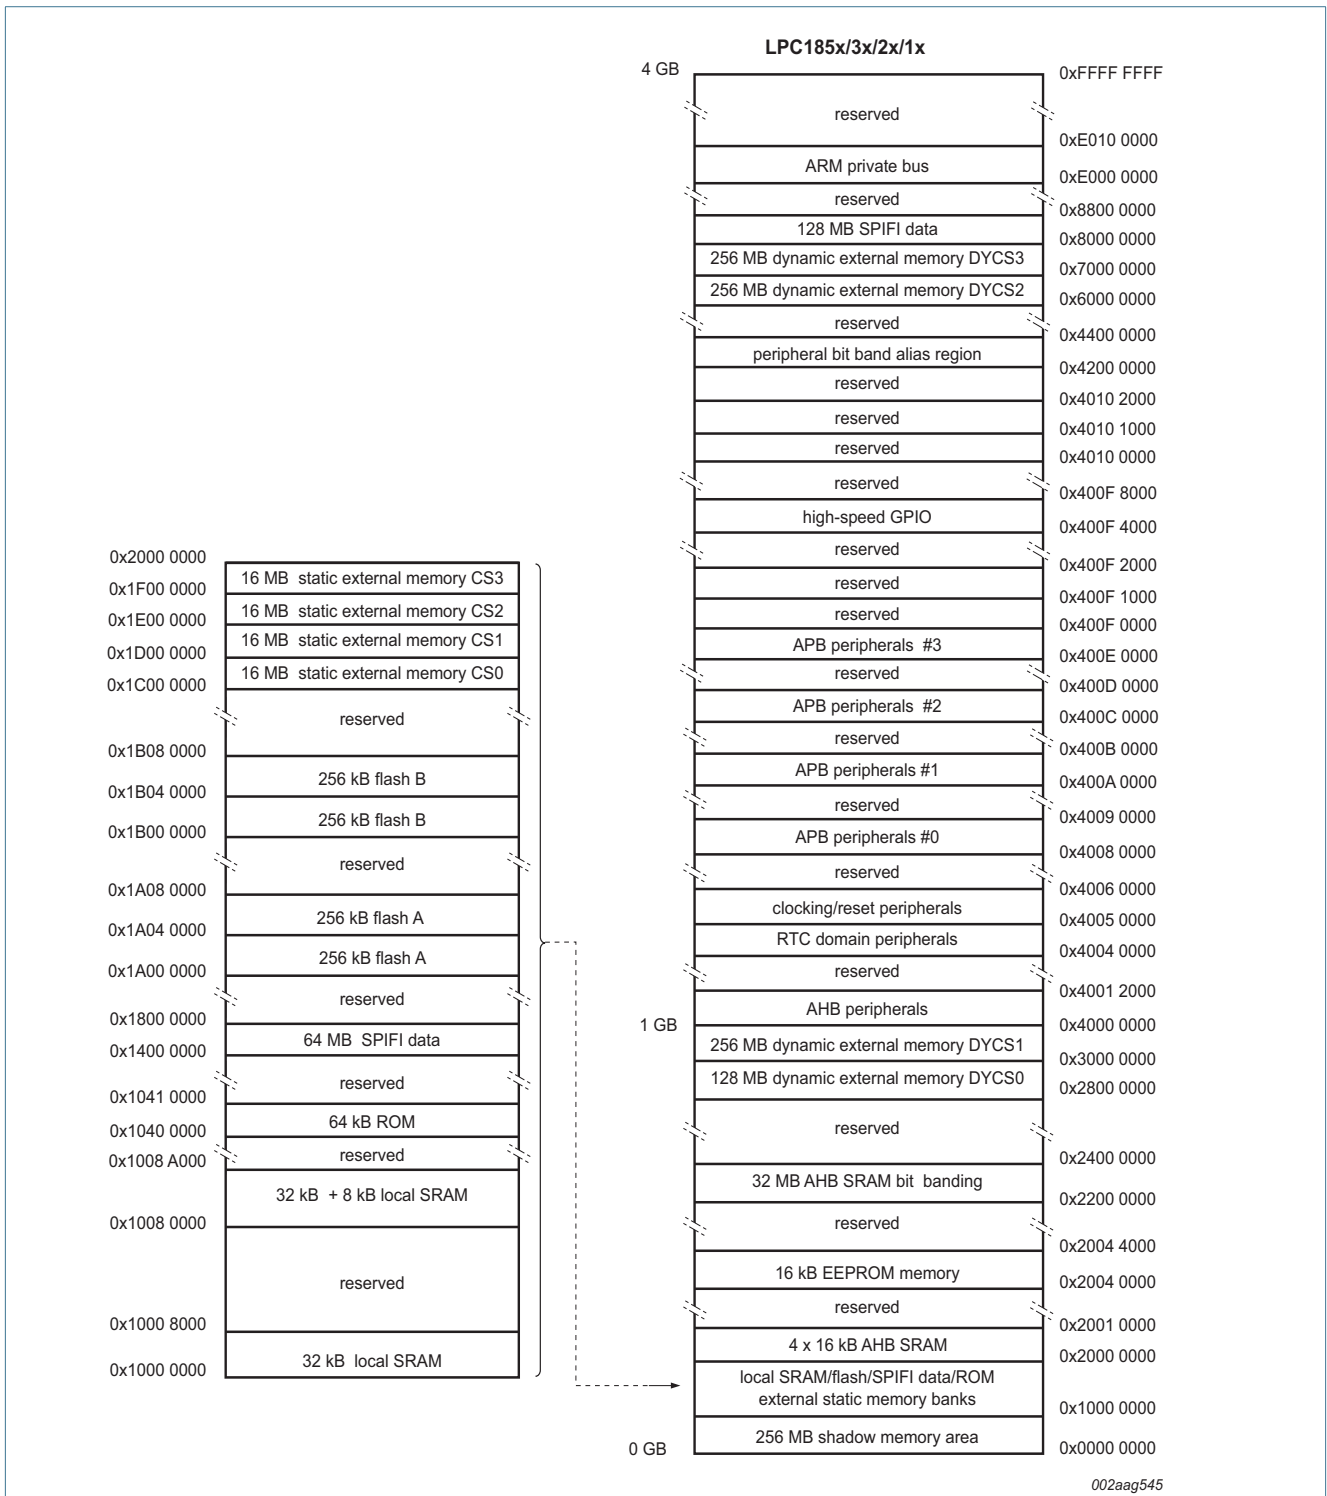 LPC185x/3x/2x/1x
4 GB
0xFFFF FFFF
reserved
0xE010 0000
ARM private bus
0xE000 0000
reserved
0x8800 0000
128 MB SPIFI data
0x8000 0000
256 MB dynamic external memory DYCS3
0x7000 0000
256 MB dynamic external memory DYCS2
0x6000 0000
reserved
0x4400 0000
peripheral bit band alias region
0x4200 0000
reserved
0x4010 2000
reserved
0x4010 1000
reserved
0x4010 0000
reserved
0x400F 8000
high-speed GPIO
0x400F 4000
reserved
0x400F 2000
reserved
0x400F 1000
reserved
0x400F 0000
APB peripherals #3
0x400E 0000
reserved
0x400D 0000
APB peripherals #2
0x400C 0000
reserved
0x400B 0000
APB peripherals #1
0x400A 0000
reserved
0x4009 0000
APB peripherals #0
0x4008 0000
reserved
0x4006 0000
clocking/reset peripherals
0x4005 0000
RTC domain peripherals
0x4004 0000
reserved
0x4001 2000
AHB peripherals
1 GB
0x4000 0000
256 MB dynamic external memory DYCS1
0x3000 0000
128 MB dynamic external memory DYCS0
0x2800 0000
reserved
0x2400 0000
32 MB AHB SRAM bit banding
0x2200 0000
reserved
0x2004 4000
16 kB EEPROM memory
0x2004 0000
reserved
0x2001 0000
4 x 16 kB AHB SRAM
0x2000 0000
local SRAM/flash/SPIFI data/ROM
external static memory banks
0x1000 0000
256 MB shadow memory area
0 GB
0x0000 0000
0x2000 0000
16 MB static external memory CS3
0x1F00 0000
16 MB static external memory CS2
0x1E00 0000
16 MB static external memory CS1
0x1D00 0000
16 MB static external memory CS0
0x1C00 0000
reserved
0x1B08 0000
256 kB flash B
0x1B04 0000
256 kB flash B
0x1B00 0000
reserved
0x1A08 0000
256 kB flash A
0x1A04 0000
256 kB flash A
0x1A00 0000
reserved
0x1800 0000
64 MB SPIFI data
0x1400 0000
reserved
0x1041 0000
64 kB ROM
0x1040 0000
reserved
0x1008 A000
32 kB + 8 kB local SRAM
0x1008 0000
reserved
0x1000 8000
32 kB local SRAM
0x1000 0000
002aag545